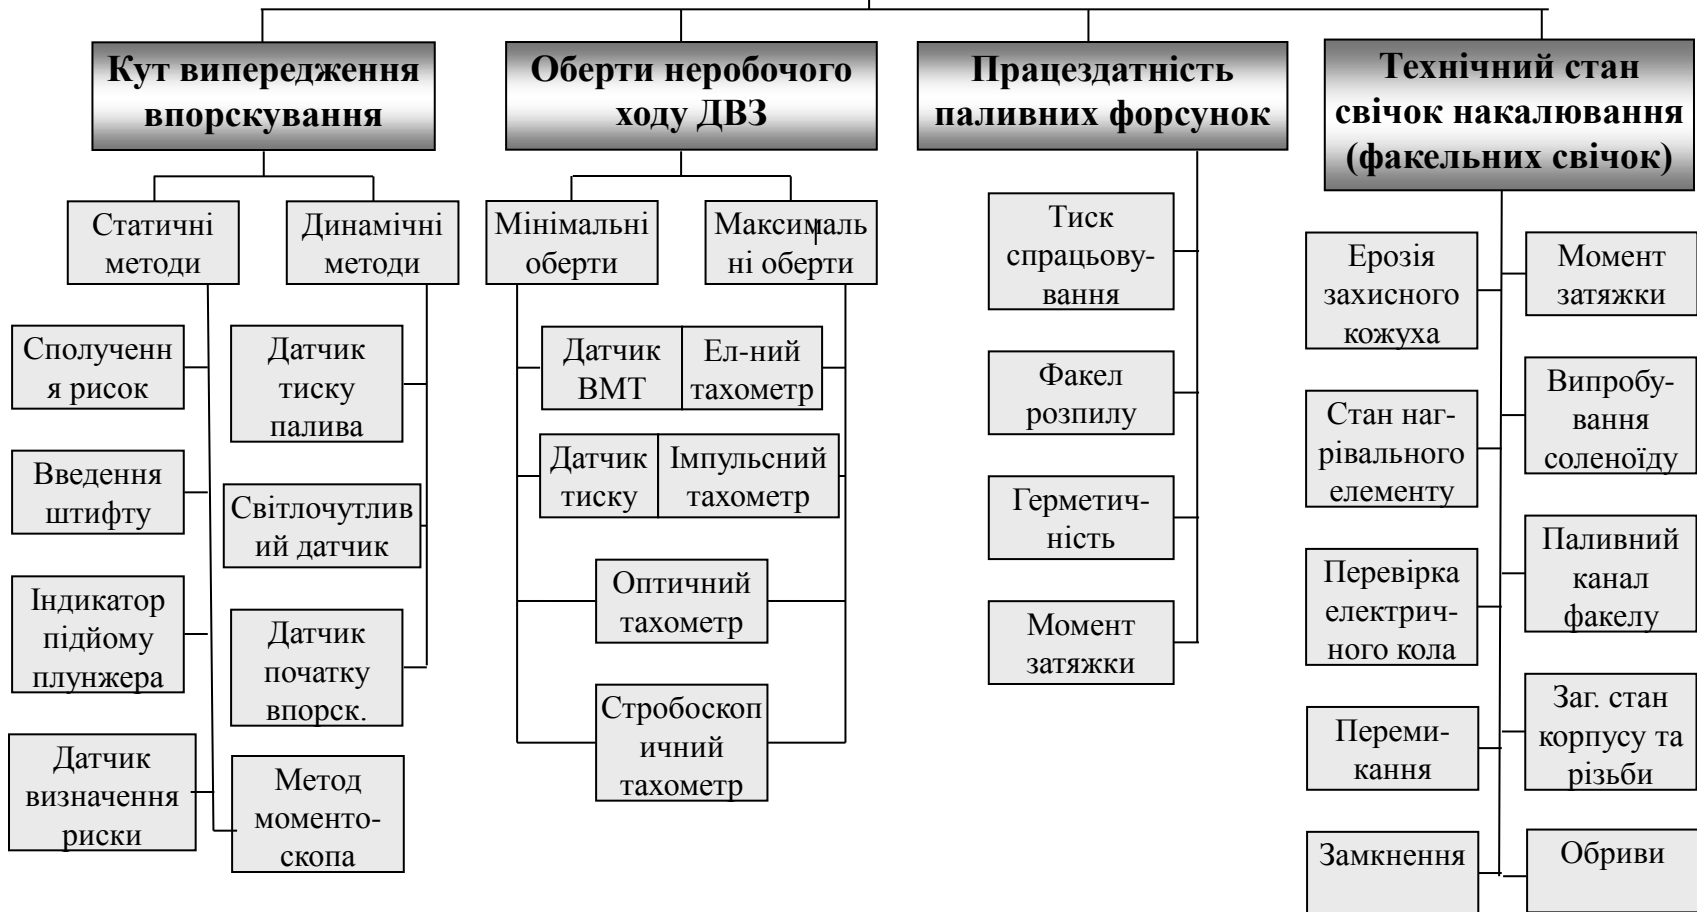 Кут випередження
впорскування
Оберти неробочого
ходу ДВЗ
Працездатність
паливних форсунок
Технічний стан
свічок накалювання
(факельних свічок)
Статичні
методи
Динамічні
методи
Мінімальні
оберти
Максималь
ні оберти
Сполученн
я рисок
Введення
штифту
Індикатор
підйому
плунжера
Датчик
визначення
риски
Датчик
тиску
палива
Світлочутлив
ий датчик
Датчик
початку
впорск.
Метод
моменто-
скопа
Датчик
ВМТ
Ел-ний
тахометр
Датчик
тиску
Імпульсний
тахометр
Оптичний
тахометр
Стробоскоп
ичний
тахометр
Тиск
спрацьову-
вання
Факел
розпилу
Герметич-
ність
Момент
затяжки
Ерозія
захисного
кожуха
Стан наг-
рівального
елементу
Перевірка
електрич-
ного кола
Переми-
кання
Замкнення
Момент
затяжки
Випробу-
вання
соленоїду
Паливний
канал
факелу
Заг. стан
корпусу та
різьби
Обриви